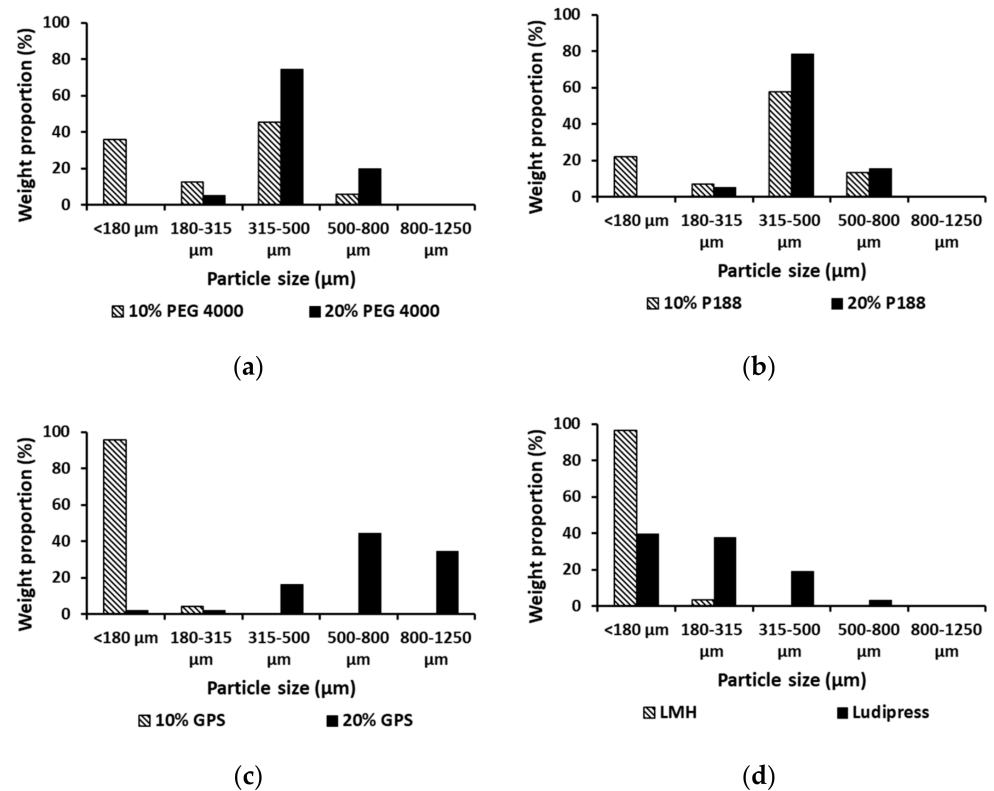 Weight proportion (%)
100
80
60
40
20
0
<180 µm
180-315
µm
315-500
µm
500-800
µm
800-1250
µm
Particle size (µm)
10% PEG 4000
20% PEG 4000
(a)
Weight proportion (%)
100
80
60
40
20
0
<180 µm
180-315
µm
315-500
µm
500-800
µm
800-1250
µm
Particle size (µm)
10% P188
20% P188
(b)
Weight proportion (%)
100
80
60
40
20
0
<180 µm
180-315
µm
315-500
µm
500-800
µm
800-1250
µm
Particle size (µm)
10% GPS
20% GPS
(c)
Weight proportion (%)
100
80
60
40
20
0
<180 µm
180-315
µm
315-500
µm
500-800
µm
800-1250
µm
Particle size (µm)
LMH
Ludipress
(d)